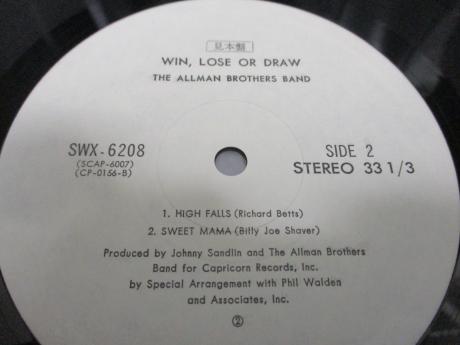 見本盤
WIN, LOSE OR DRAW
THE ALLMAN BROTHERS BAND
SWX-6208
(SCAP-6007)
(CP-0156-B)
SIDE 2
STEREO 33 1/3
1. HIGH FALLS (Richard Betts)
2. SWEET MAMA (Billy Joe Shaver)
Produced by Johnny Sandlin and The Allman Brothers
Band for Capricorn Records, Inc.
by Special Arrangement with Phil Walden
and Associates, Inc.
②